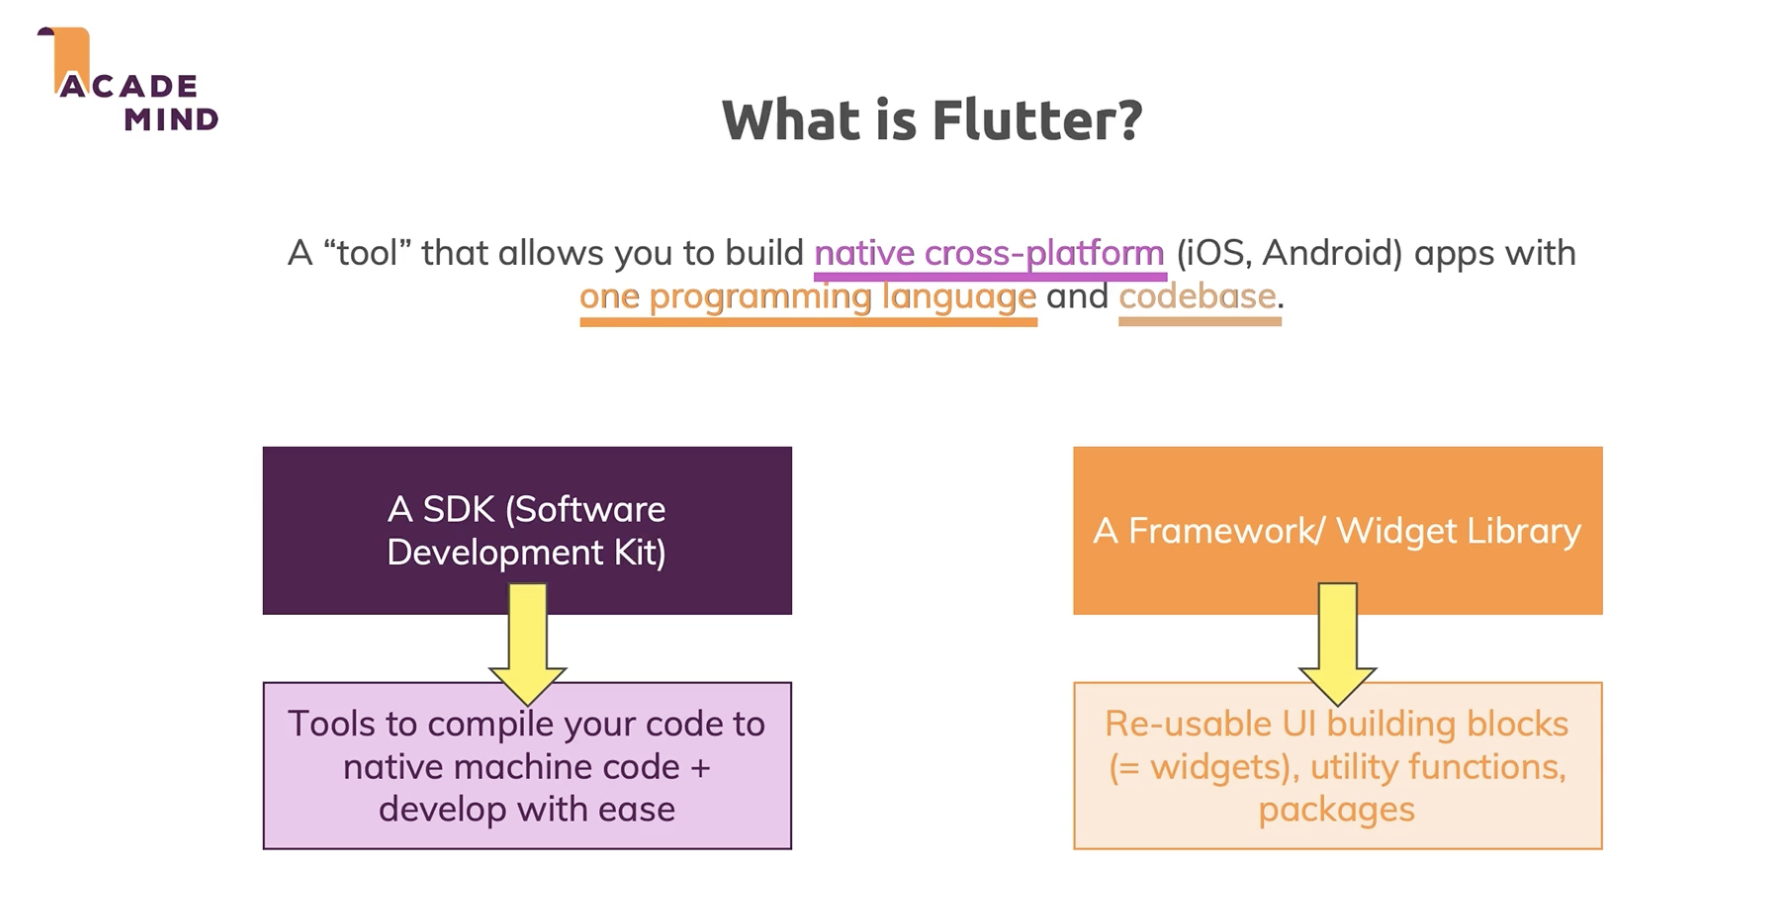 ACADE
MIND
What is Flutter?
A “tool” that allows you to build native cross-platform (iOS, Android) apps with
one programming language and codebase.
A SDK (Software
Development Kit)
Tools to compile your code to
native machine code +
develop with ease
A Framework/ Widget Library
Re-usable UI building blocks
(= widgets), utility functions,
packages